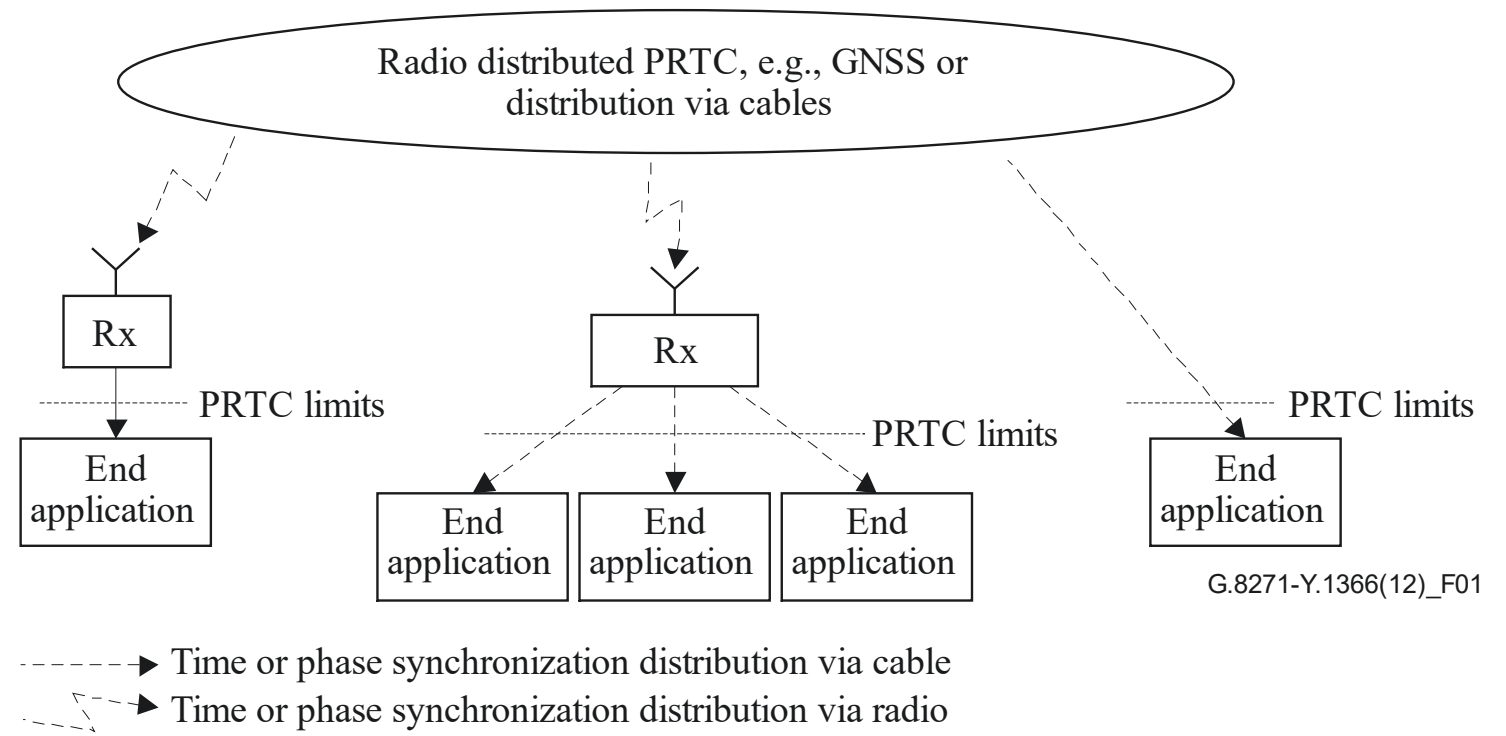 Radio distributed PRTC, e.g., GNSS or
distribution via cables
Rx
Rx
PRTC limits
PRTC limits
PRTC limits
End
application
End
application
End
application
End
application
End
application
G.8271-Y.1366(12)_F01
Time or phase synchronization distribution via cable
Time or phase synchronization distribution via radio